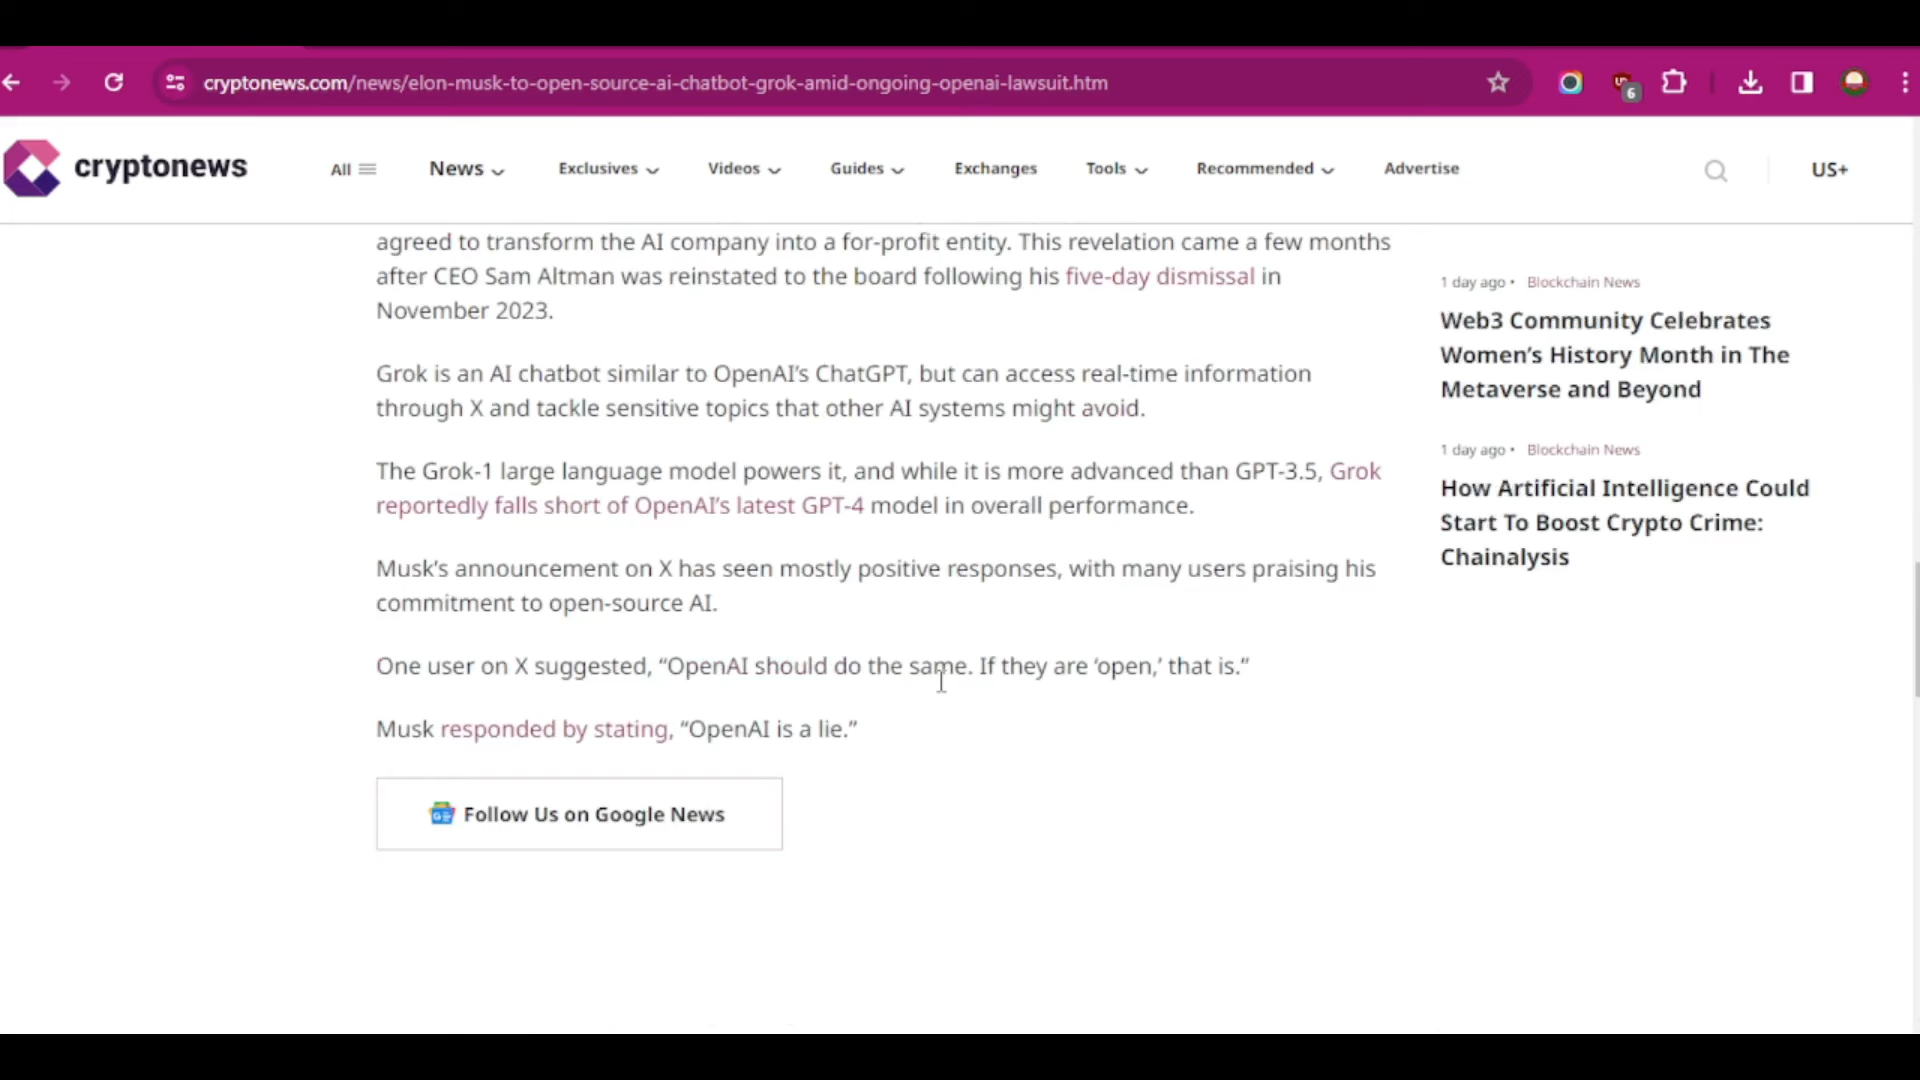 cryptonews.com/news/elon-musk-to-open-source-ai-chatbot-grok-amid-ongoing-openai-lawsuit.htm
6
cryptonews
All
News
Exclusives
Videos
Guides
Exchanges
Tools
Recommended
Advertise
US+
agreed to transform the AI company into a for-profit entity. This revelation came a few months
after CEO Sam Altman was reinstated to the board following his five-day dismissal in
November 2023.
Grok is an AI chatbot similar to OpenAI’s ChatGPT, but can access real-time information
through X and tackle sensitive topics that other AI systems might avoid.
The Grok-1 large language model powers it, and while it is more advanced than GPT-3.5, Grok
reportedly falls short of OpenAI’s latest GPT-4 model in overall performance.
Musk’s announcement on X has seen mostly positive responses, with many users praising his
commitment to open-source AI.
One user on X suggested, “OpenAI should do the same. If they are ‘open,’ that is.”
Musk responded by stating, “OpenAI is a lie.”
Follow Us on Google News
1 day ago • Blockchain News
Web3 Community Celebrates
Women’s History Month in The
Metaverse and Beyond
1 day ago • Blockchain News
How Artificial Intelligence Could
Start To Boost Crypto Crime:
Chainalysis